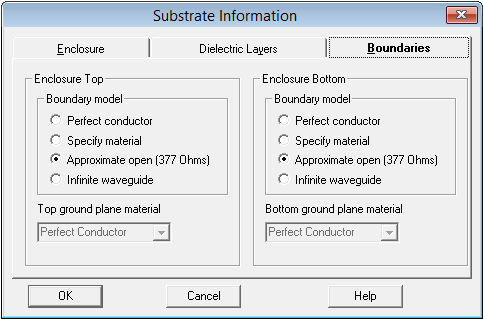 Substrate Information
Enclosure
Dielectric Layers
Boundaries
Enclosure Top
Boundary model
Perfect conductor
Specify material
Approximate open (377 Ohms)
Infinite waveguide
Top ground plane material
Perfect Conductor
Enclosure Bottom
Boundary model
Perfect conductor
Specify material
Approximate open (377 Ohms)
Infinite waveguide
Bottom ground plane material
Perfect Conductor
OK
Cancel
Help